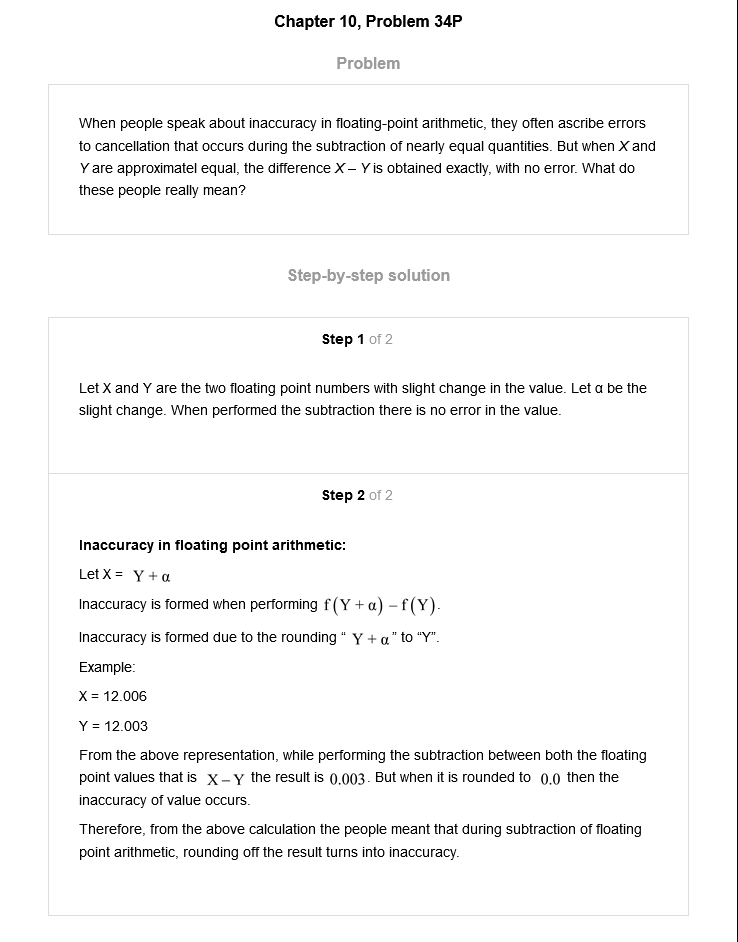 Chapter 10, Problem 34P
Problem
When people speak about inaccuracy in floating-point arithmetic, they often ascribe errors
to cancellation that occurs during the subtraction of nearly equal quantities. But when X and
Y are approximatel equal, the difference X – Y is obtained exactly, with no error. What do
these people really mean?
Step-by-step solution
Step 1 of 2
Let X and Y are the two floating point numbers with slight change in the value. Let α be the
slight change. When performed the subtraction there is no error in the value.
Step 2 of 2
Inaccuracy in floating point arithmetic:
Let X = Y + α
Inaccuracy is formed when performing f(Y + α) – f(Y).
Inaccuracy is formed due to the rounding “ Y + α” to “Y”.
Example:
X = 12.006
Y = 12.003
From the above representation, while performing the subtraction between both the floating
point values that is X – Y the result is 0.003. But when it is rounded to 0.0 then the
inaccuracy of value occurs.
Therefore, from the above calculation the people meant that during subtraction of floating
point arithmetic, rounding off the result turns into inaccuracy.